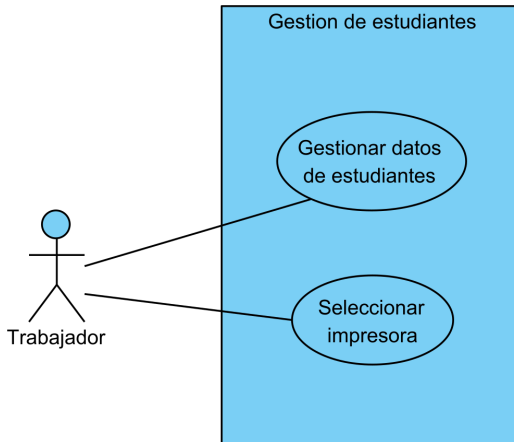 Gestion de estudiantes
Gestionar datos
de estudiantes
Seleccionar
impresora
Trabajador